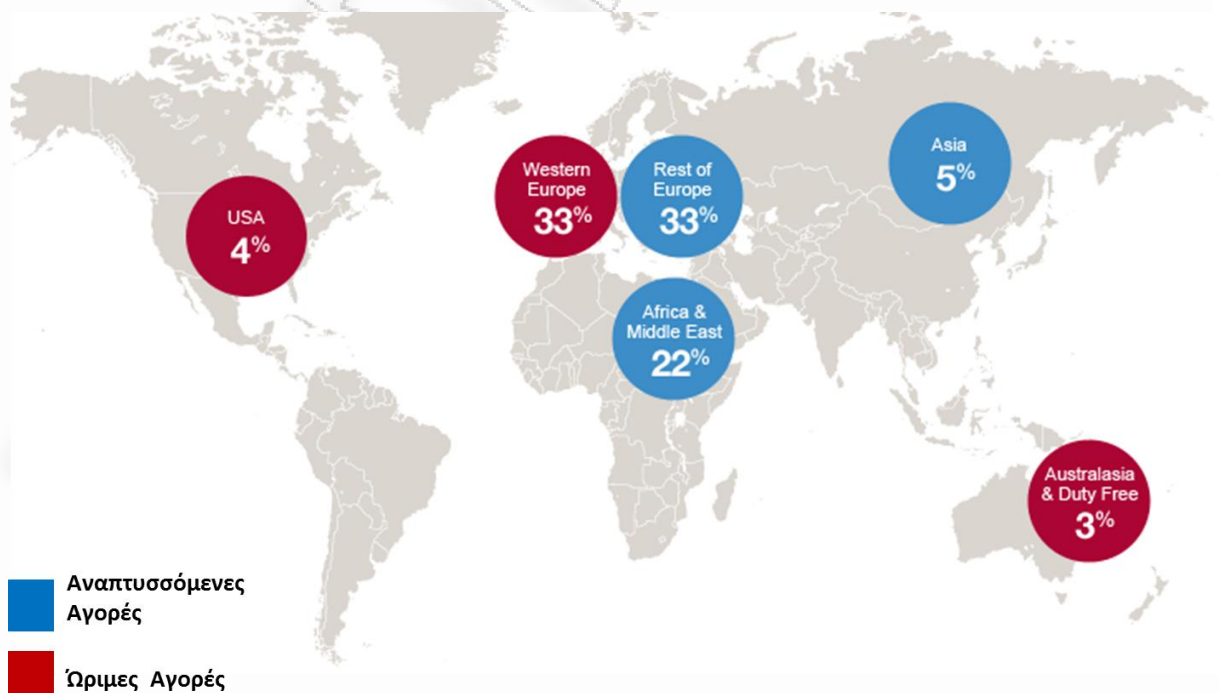 USA
4%
Western
Europe
33%
Rest of
Europe
33%
Asia
5%
Africa &
Middle East
22%
Australasia
& Duty Free
3%
Αναπτυσσόμενες
Αγορές
Ώριμες Αγορές